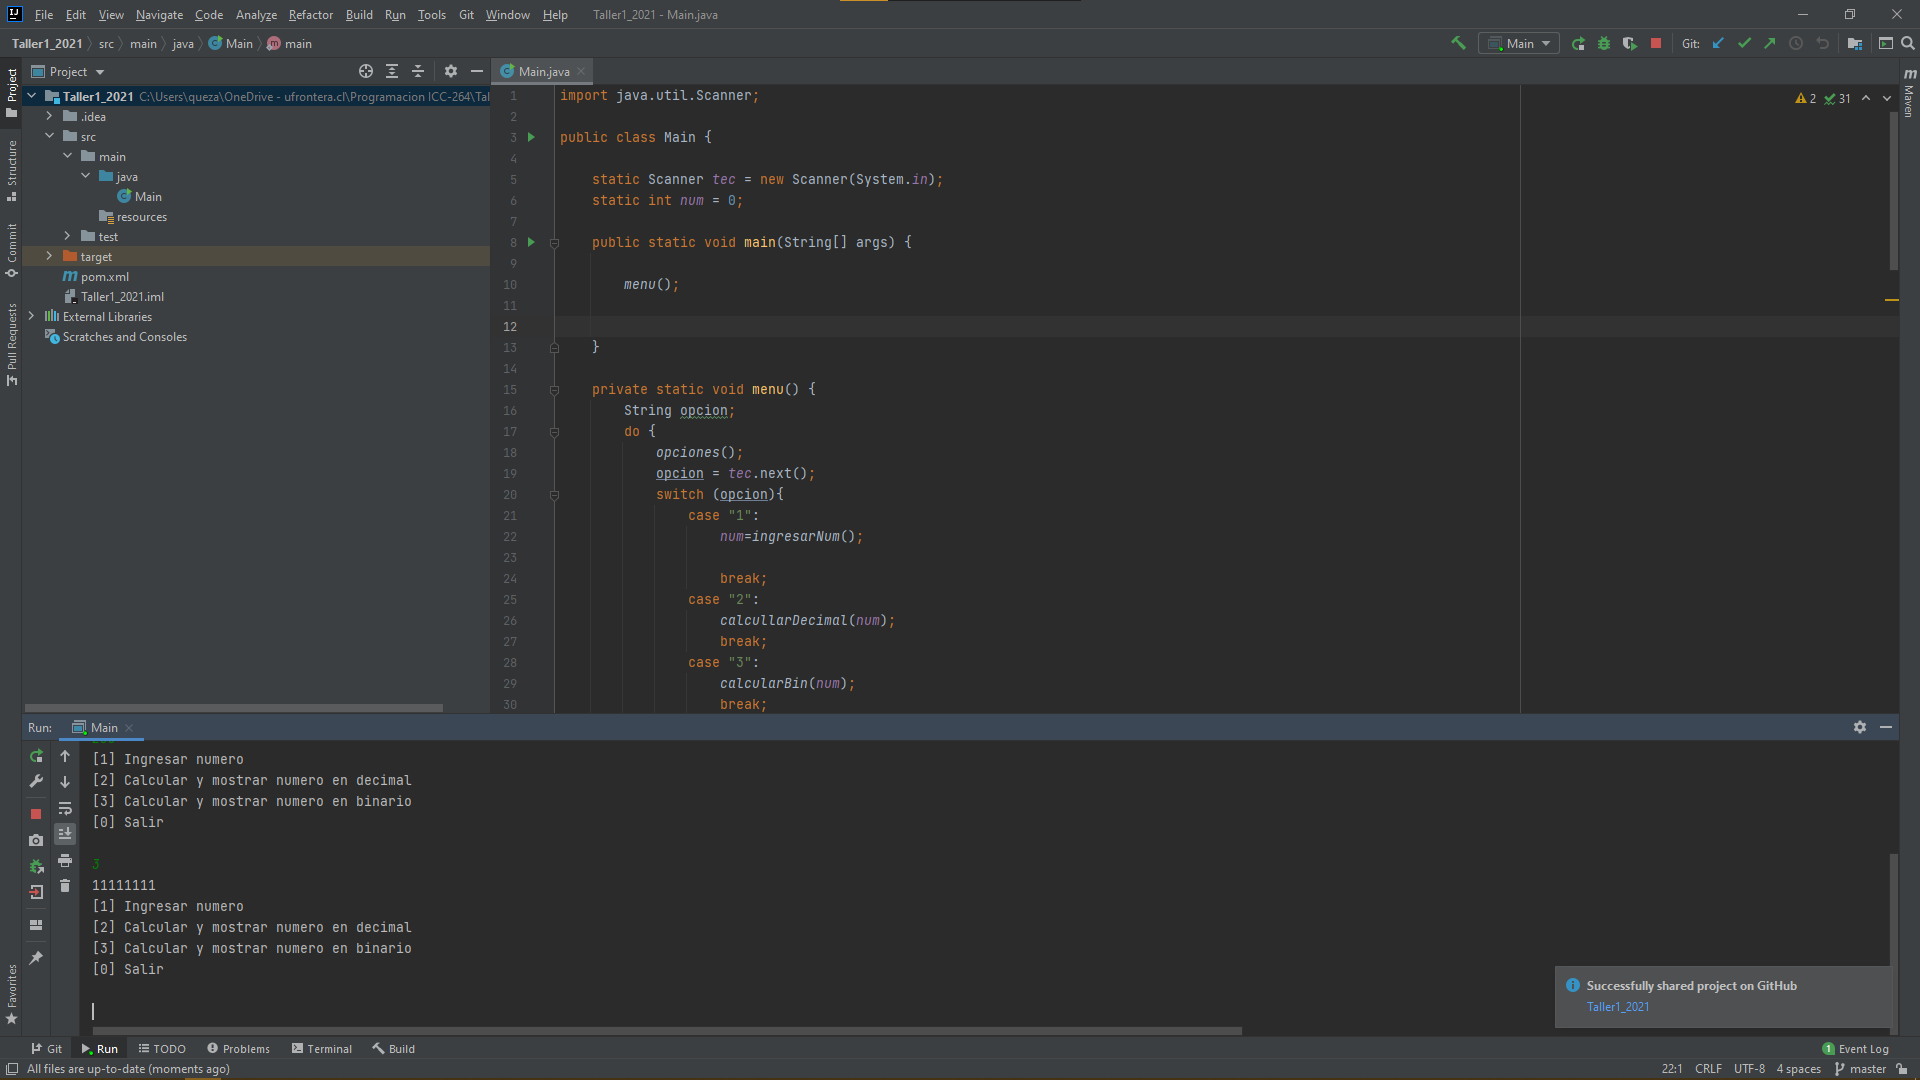 File Edit View Navigate Code Analyze Refactor Build Run Tools Git Window Help Taller1_2021 - Main.java
Taller1_2021 src main java Main main
Main Git:
Project
Main.java
Taller1_2021 C:\Users\queza\OneDrive - ufrontera.cl\Programacion ICC-264\Tal
.idea
src
main
java
Main
resources
test
target
pom.xml
Taller1_2021.iml
External Libraries
Scratches and Consoles
Project
Structure
Commit
Pull Requests
Favorites
Maven
2 31
1 import java.util.Scanner;
2
3 public class Main {
4
5 static Scanner tec = new Scanner(System.in);
6 static int num = 0;
7
8 public static void main(String[] args) {
9
10 menu();
11
12
13 }
14
15 private static void menu() {
16 String opcion;
17 do {
18 opciones();
19 opcion = tec.next();
20 switch (opcion){
21 case "1":
22 num=ingresarNum();
23
24 break;
25 case "2":
26 calcullarDecimal(num);
27 break;
28 case "3":
29 calcularBin(num);
30 break;
Run: Main
[1] Ingresar numero
[2] Calcular y mostrar numero en decimal
[3] Calcular y mostrar numero en binario
[0] Salir
3
11111111
[1] Ingresar numero
[2] Calcular y mostrar numero en decimal
[3] Calcular y mostrar numero en binario
[0] Salir
Successfully shared project on GitHub
Taller1_2021
Git Run TODO Problems Terminal Build
1 Event Log
All files are up-to-date (moments ago)
22:1 CRLF UTF-8 4 spaces master